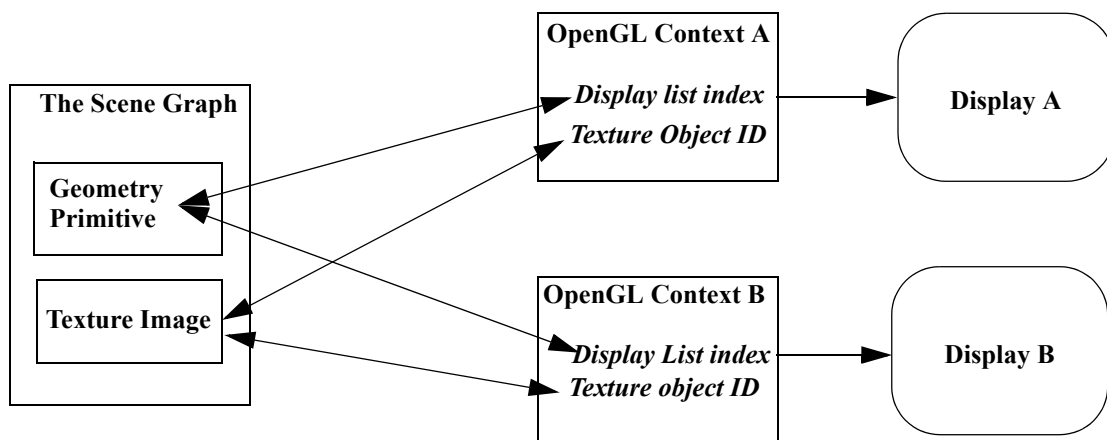 The Scene Graph
Geometry
Primitive
Texture Image
OpenGL Context A
Display list index
Texture Object ID
Display A
OpenGL Context B
Display List index
Texture object ID
Display B